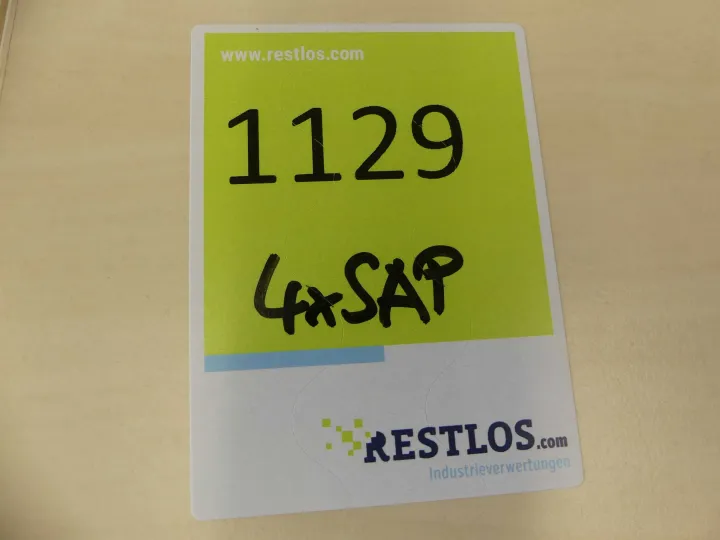 www.restlos.com
1129
4xSAP
RESTLOS.com
Industrieverwertungen